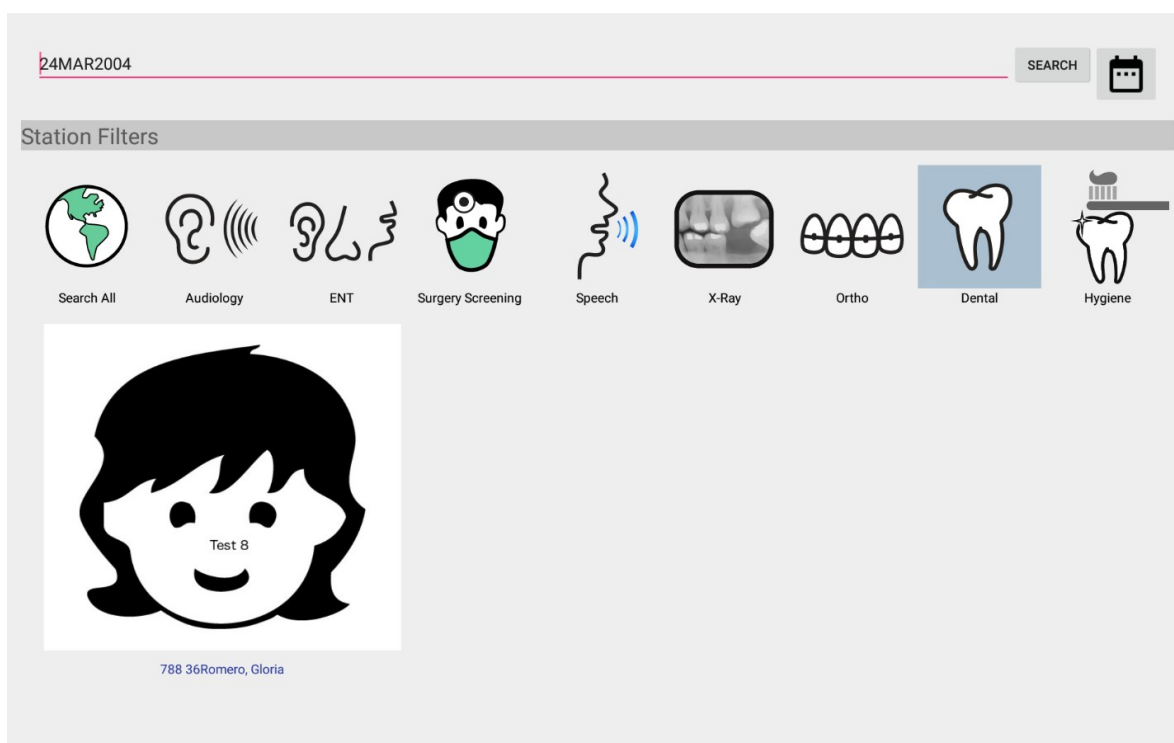 24MAR2004
SEARCH
Station Filters
Search All
Audiology
ENT
Surgery Screening
Speech
X-Ray
Ortho
Dental
Hygiene
Test 8
788 36Romero, Gloria